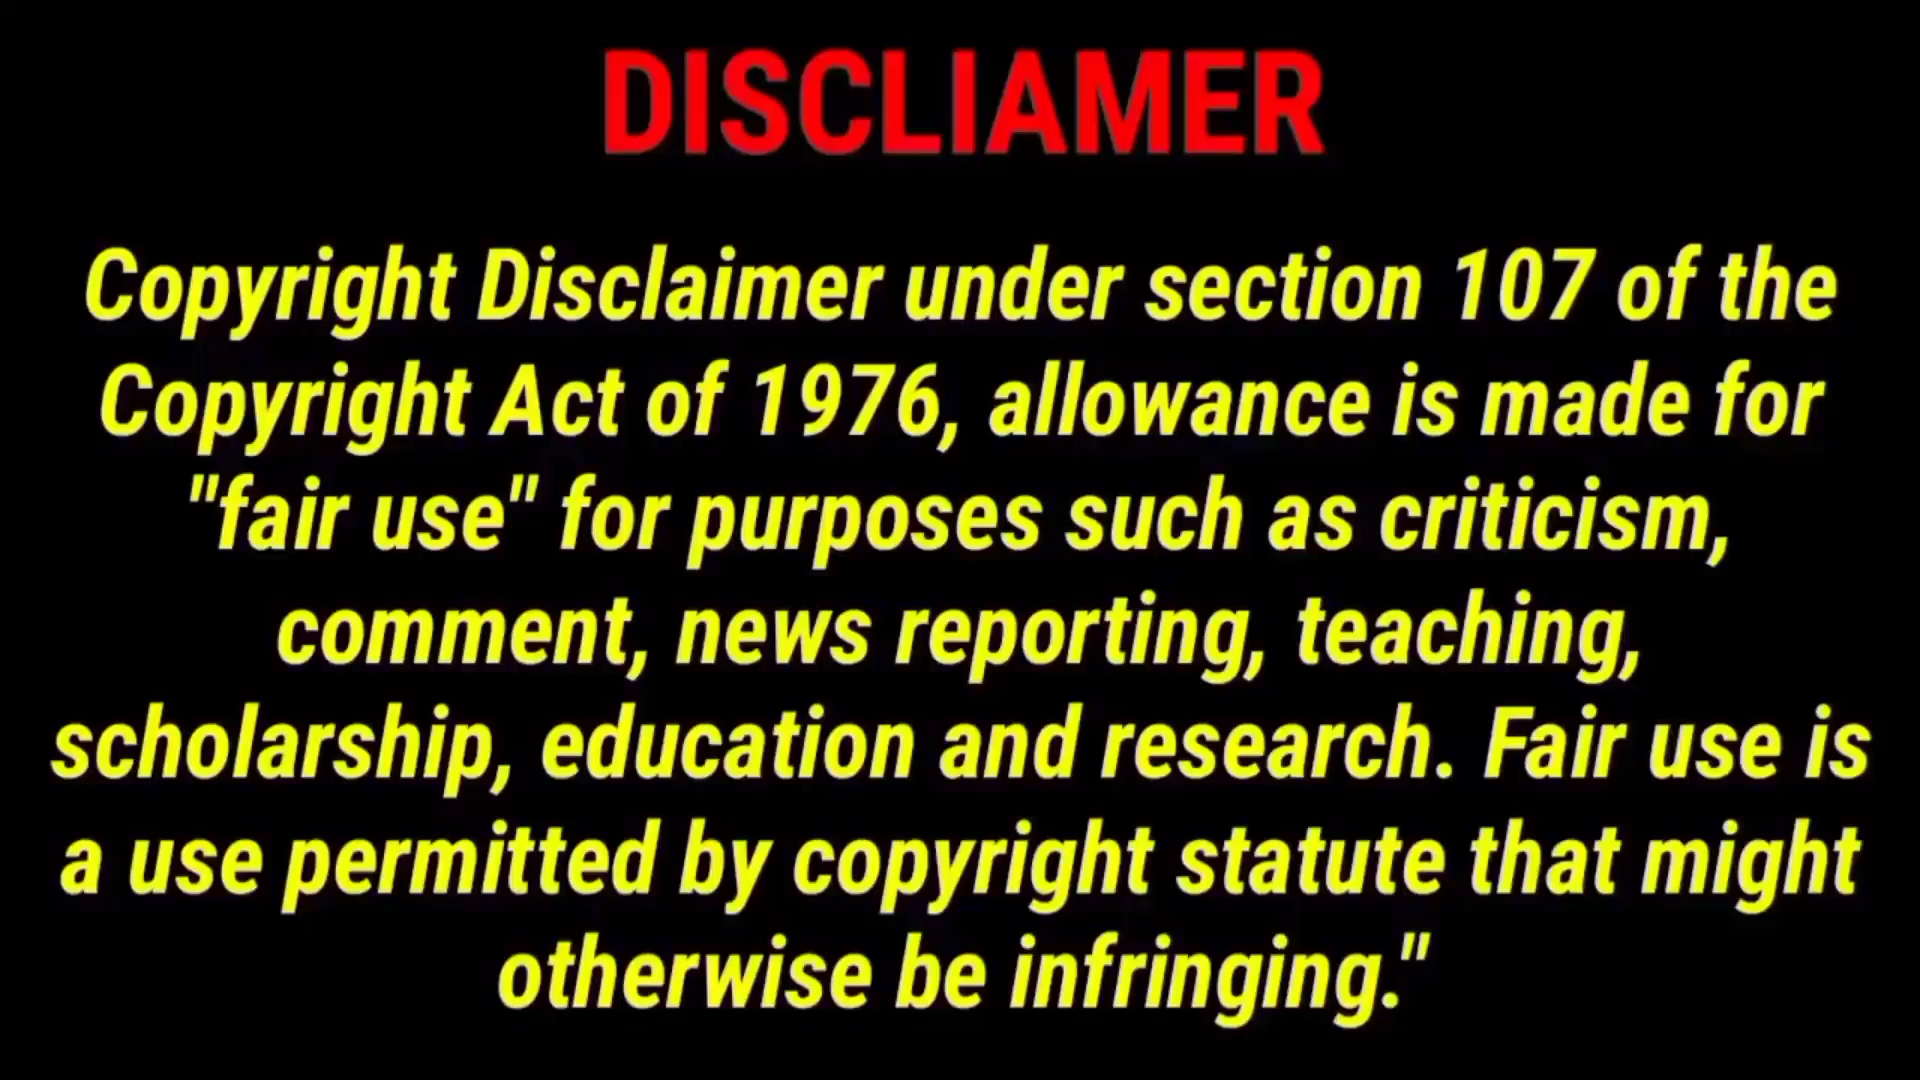 DISCLIAMER
Copyright Disclaimer under section 107 of the
Copyright Act of 1976, allowance is made for
"fair use" for purposes such as criticism,
comment, news reporting, teaching,
scholarship, education and research. Fair use is
a use permitted by copyright statute that might
otherwise be infringing."